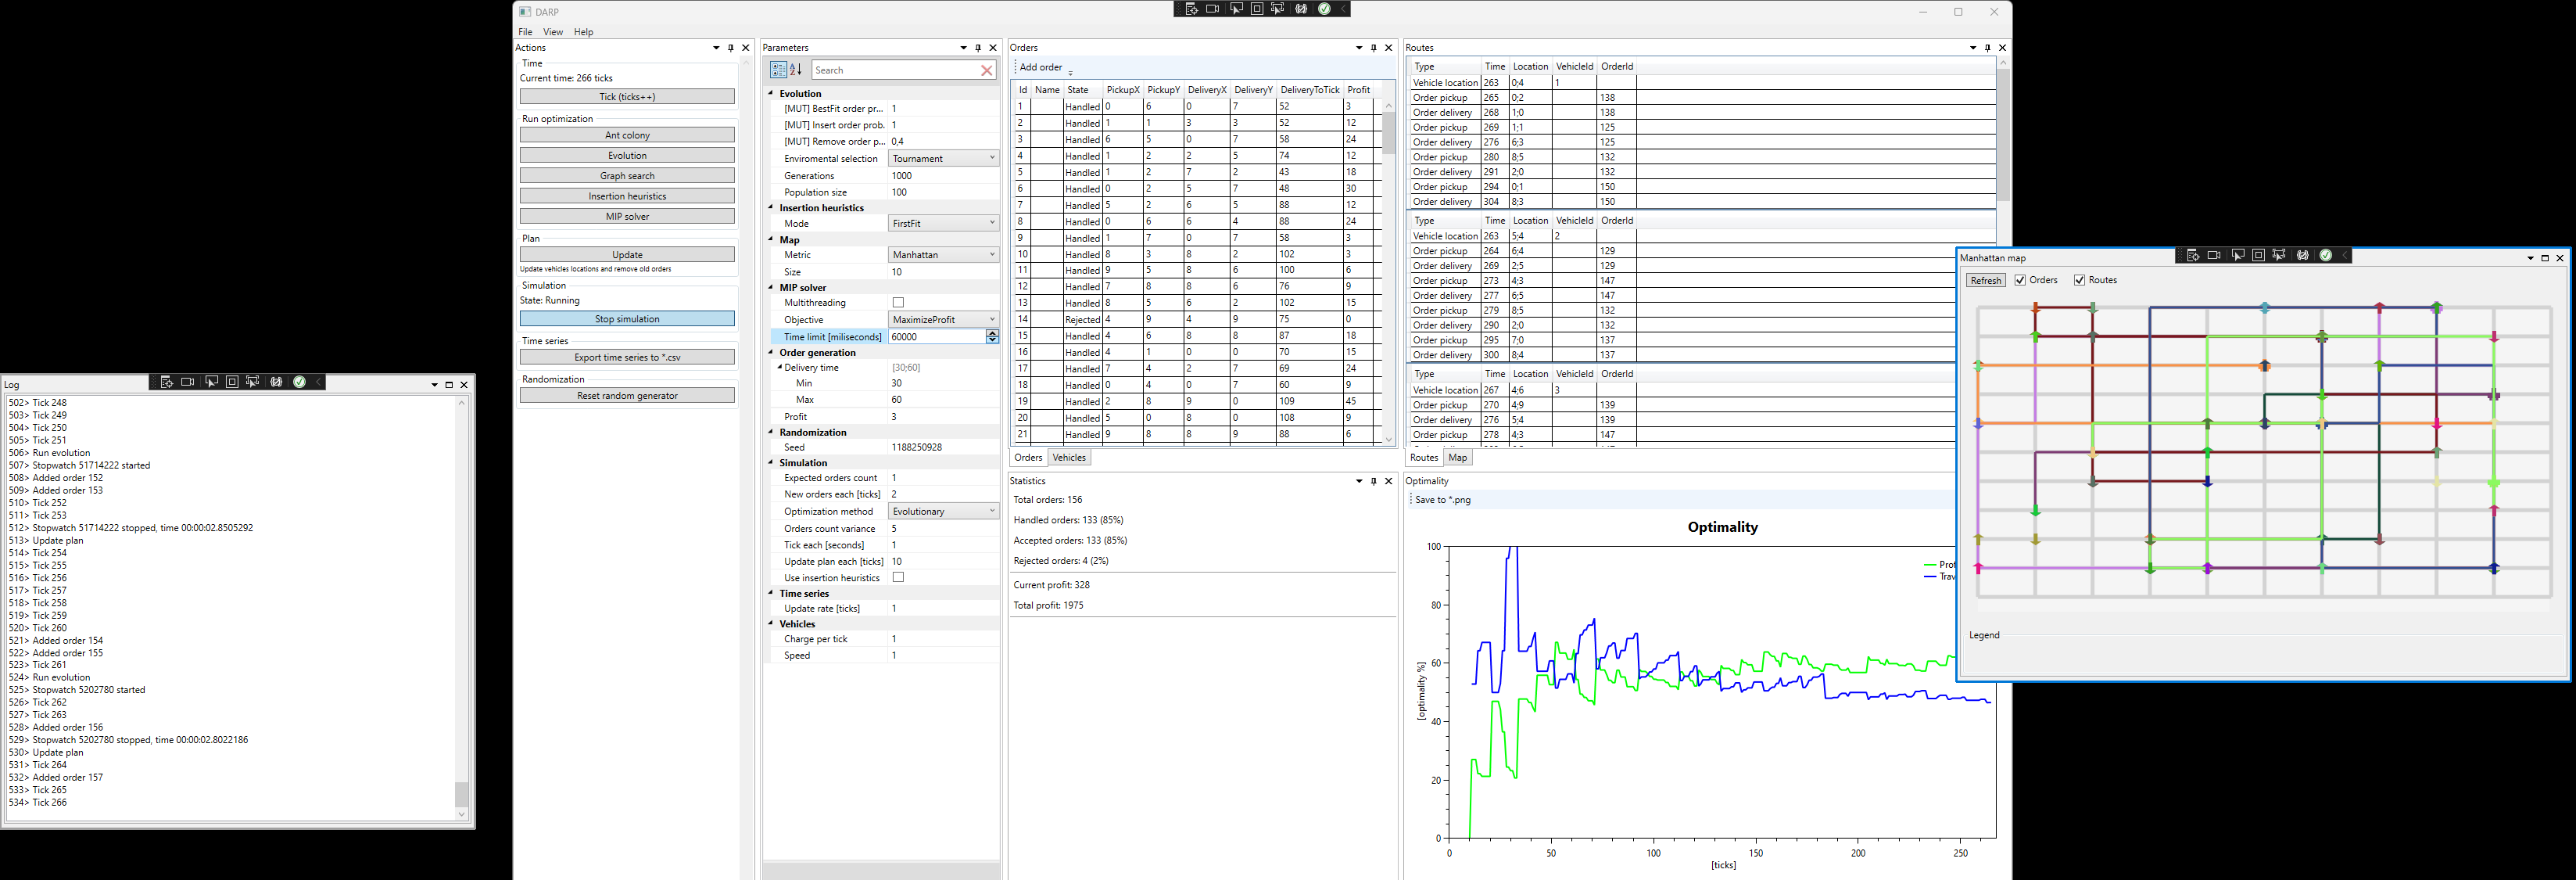 DARP
File View Help
Actions
Time
Current time: 266 ticks
Tick (ticks++)
Run optimization
Ant colony
Evolution
Graph search
Insertion heuristics
MIP solver
Plan
Update
Update vehicles locations and remove old orders
Simulation
State: Running
Stop simulation
Time series
Export time series to *.csv
Randomization
Reset random generator
Parameters
Search
Evolution
[MUT] BestFit order pr... 1
[MUT] Insert order prob. 1
[MUT] Remove order p... 0,4
Enviromental selection Tournament
Generations 1000
Population size 100
Insertion heuristics
Mode FirstFit
Map
Metric Manhattan
Size 10
MIP solver
Multithreading
Objective MaximizeProfit
Time limit [miliseconds] 60000
Order generation
Delivery time [30;60]
Min 30
Max 60
Profit 3
Randomization
Seed 1188250928
Simulation
Expected orders count 1
New orders each [ticks] 2
Optimization method Evolutionary
Orders count variance 5
Tick each [seconds] 1
Update plan each [ticks] 10
Use insertion heuristics
Time series
Update rate [ticks] 1
Vehicles
Charge per tick 1
Speed 1
Orders
Add order
Id Name State PickupX PickupY DeliveryX DeliveryY DeliveryToTick Profit
1 Handled 0 6 0 7 52 3
2 Handled 1 1 3 3 52 12
3 Handled 6 5 0 7 58 24
4 Handled 1 2 2 5 74 12
5 Handled 1 2 7 2 43 18
6 Handled 0 2 5 7 48 30
7 Handled 5 2 6 5 88 12
8 Handled 0 6 6 4 88 24
9 Handled 1 7 0 7 58 3
10 Handled 8 3 8 2 102 3
11 Handled 9 5 8 6 100 6
12 Handled 7 8 8 6 76 9
13 Handled 8 5 6 2 102 15
14 Rejected 4 9 4 9 75 0
15 Handled 4 6 8 8 87 18
16 Handled 4 1 0 0 70 15
17 Handled 7 4 2 7 69 24
18 Handled 0 4 0 7 60 9
19 Handled 2 8 9 0 109 45
20 Handled 5 0 8 0 108 9
21 Handled 9 8 8 9 88 6
Orders Vehicles
Statistics
Total orders: 156
Handled orders: 133 (85%)
Accepted orders: 133 (85%)
Rejected orders: 4 (2%)
Current profit: 328
Total profit: 1975
Routes
Type Time Location VehicleId OrderId
Vehicle location 263 0;4 1
Order pickup 265 0;2 138
Order delivery 268 1;0 138
Order pickup 269 1;1 125
Order delivery 276 6;3 125
Order pickup 280 8;5 132
Order delivery 291 2;0 132
Order pickup 294 0;1 150
Order delivery 304 8;3 150
Type Time Location VehicleId OrderId
Vehicle location 263 5;4 2
Order pickup 264 6;4 129
Order delivery 269 2;5 129
Order pickup 273 4;3 147
Order delivery 277 6;5 147
Order pickup 279 8;5 132
Order delivery 290 2;0 132
Order pickup 295 7;0 137
Order delivery 300 8;4 137
Type Time Location VehicleId OrderId
Vehicle location 267 4;6 3
Order pickup 270 4;9 139
Order delivery 276 5;4 139
Order pickup 278 4;3 147
Routes Map
Optimality
Save to *.png
Optimality
100
80
60
40
20
0
[optimality %]
0 50 100 150 200 250
[ticks]
Prof
Trav
Manhattan map
Refresh Orders Routes
Legend
Log
502> Tick 248
503> Tick 249
504> Tick 250
505> Tick 251
506> Run evolution
507> Stopwatch 51714222 started
508> Added order 152
509> Added order 153
510> Tick 252
511> Tick 253
512> Stopwatch 51714222 stopped, time 00:00:02.8505292
513> Update plan
514> Tick 254
515> Tick 255
516> Tick 256
517> Tick 257
518> Tick 258
519> Tick 259
520> Tick 260
521> Added order 154
522> Added order 155
523> Tick 261
524> Run evolution
525> Stopwatch 5202780 started
526> Tick 262
527> Tick 263
528> Added order 156
529> Stopwatch 5202780 stopped, time 00:00:02.8022186
530> Update plan
531> Tick 264
532> Added order 157
533> Tick 265
534> Tick 266